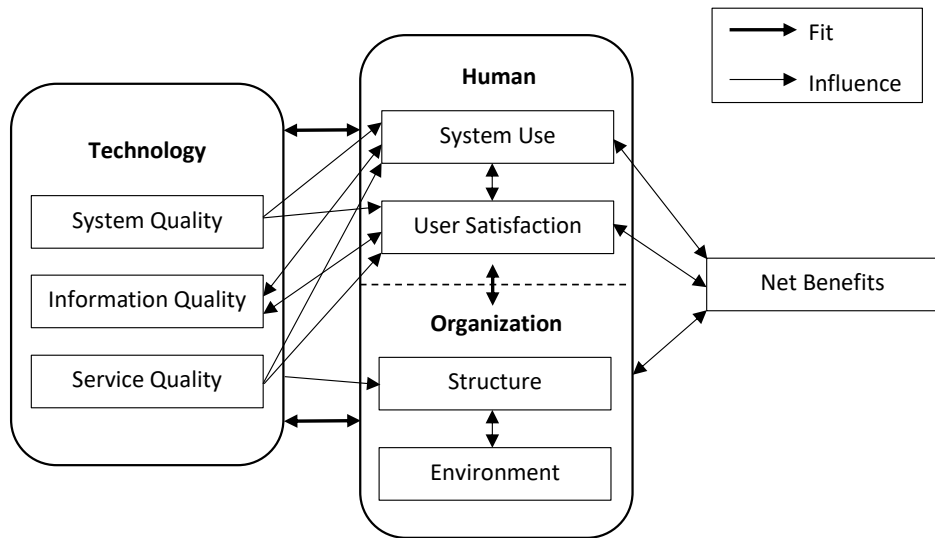 Technology
System Quality
Information Quality
Service Quality
Human
System Use
User Satisfaction
Organization
Structure
Environment
Net Benefits
Fit
Influence